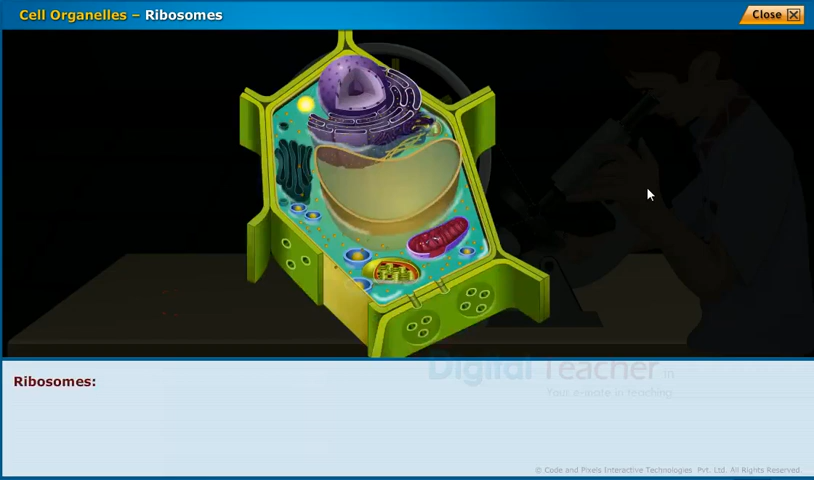 Cell Organelles – Ribosomes
Close
Ribosomes:
Digital Teacher.in
Your e-mate in teaching
© Code and Pixels Interactive Technologies Pvt. Ltd. All Rights Reserved.